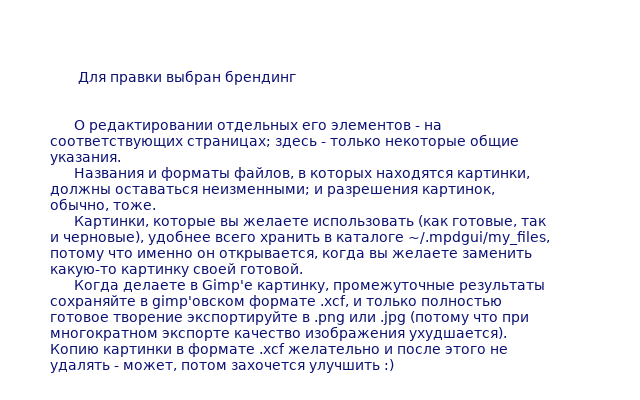 Для правки выбран брендинг
О редактировании отдельных его элементов - на
соответствующих страницах; здесь - только некоторые общие
указания.
Названия и форматы файлов, в которых находятся картинки,
должны оставаться неизменными; и разрешения картинок,
обычно, тоже.
Картинки, которые вы желаете использовать (как готовые, так
и черновые), удобнее всего хранить в каталоге ~/.mpdgui/my_files,
потому что именно он открывается, когда вы желаете заменить
какую-то картинку своей готовой.
Когда делаете в Gimp'е картинку, промежуточные результаты
сохраняйте в gimp'овском формате .xcf, и только полностью
готовое творение экспортируйте в .png или .jpg (потому что при
многократном экспорте качество изображения ухудшается).
Копию картинки в формате .xcf желательно и после этого не
удалять - может, потом захочется улучшить :)